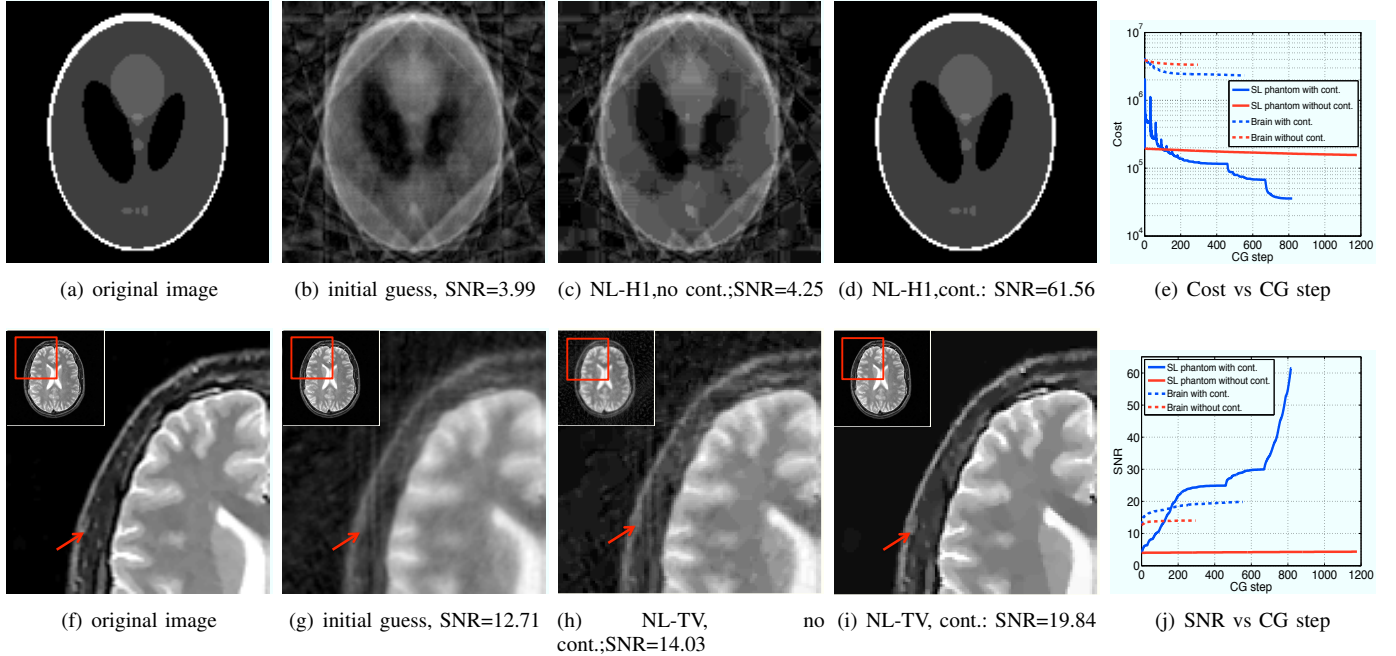 10^7
10^6
10^5
10^4
Cost
SL phantom with cont.
SL phantom without cont.
Brain with cont.
Brain without cont.
0 200 400 600 800 1000 1200
CG step
(a) original image
(b) initial guess, SNR=3.99
(c) NL-H1,no cont.;SNR=4.25
(d) NL-H1,cont.: SNR=61.56
(e) Cost vs CG step
60
50
40
30
20
10
0
SNR
SL phantom with cont.
SL phantom without cont.
Brain with cont.
Brain without cont.
0 200 400 600 800 1000 1200
CG step
(f) original image
(g) initial guess, SNR=12.71
(h) NL-TV, no
cont.;SNR=14.03
(i) NL-TV, cont.: SNR=19.84
(j) SNR vs CG step